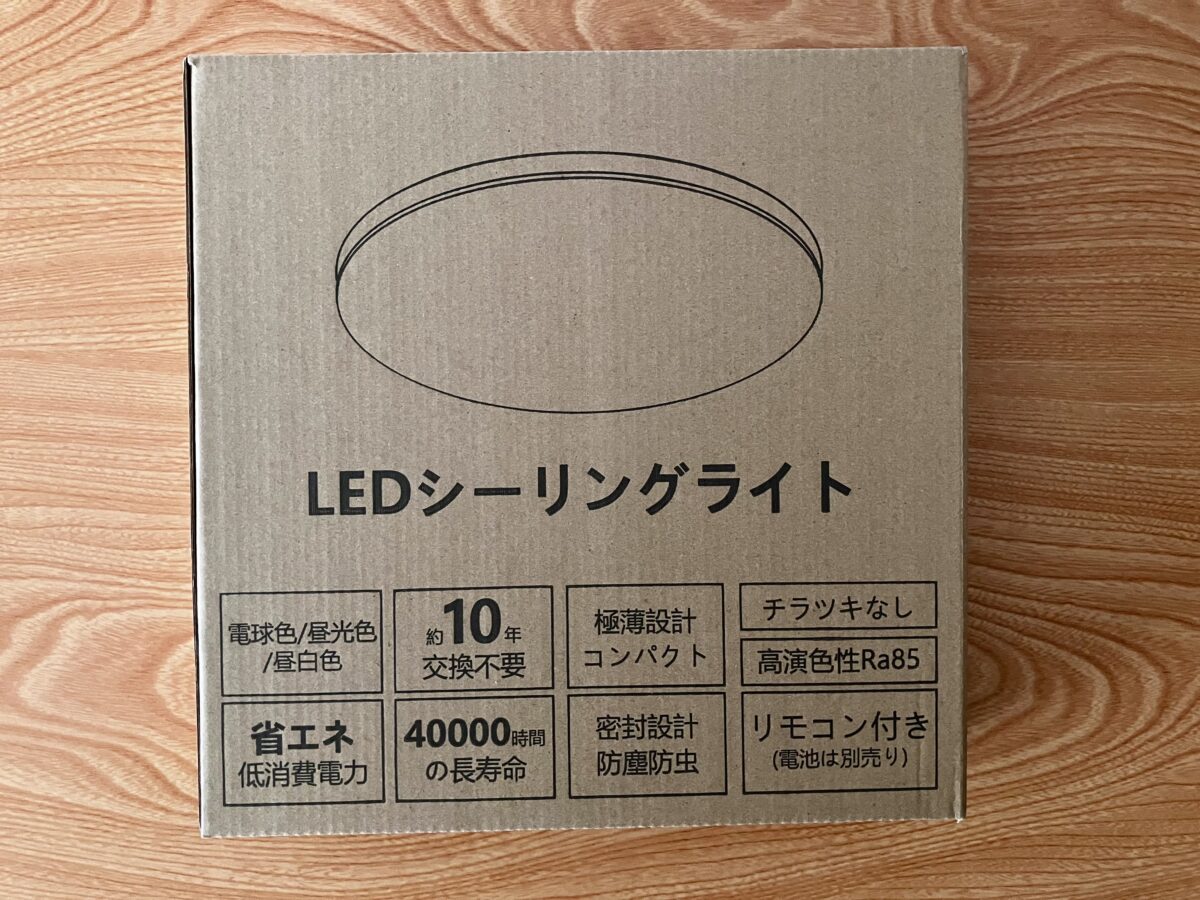 LEDシーリングライト
電球色/昼光色
/昼白色
約10年
交換不要
極薄設計
コンパクト
チラツキなし
高演色性Ra85
省エネ
低消費電力
40000時間
の長寿命
密封設計
防塵防虫
リモコン付き
(電池は別売り)